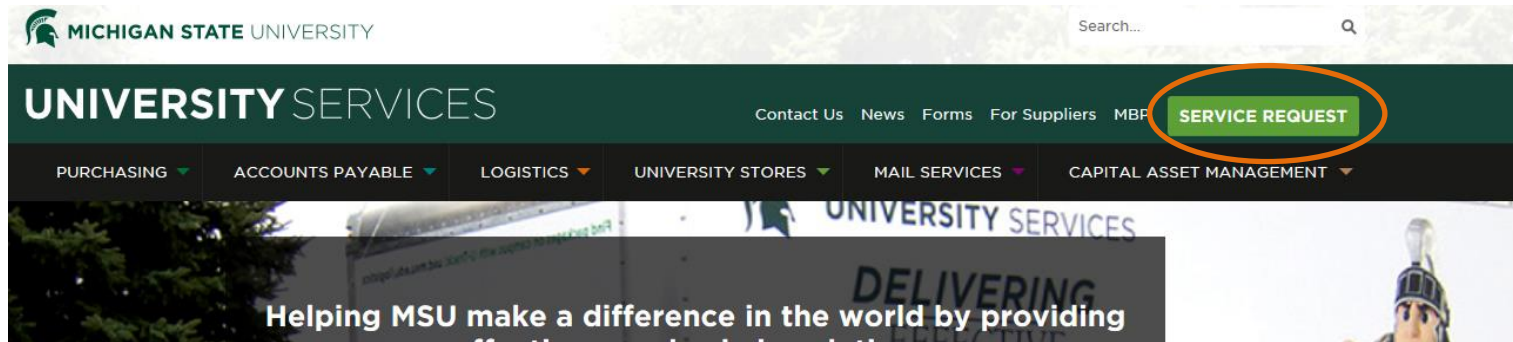 MICHIGAN STATE UNIVERSITY
Search...
UNIVERSITY SERVICES
Contact Us News Forms For Suppliers MBP SERVICE REQUEST
PURCHASING ACCOUNTS PAYABLE LOGISTICS UNIVERSITY STORES MAIL SERVICES CAPITAL ASSET MANAGEMENT
UNIVERSITY SERVICES
DELIVERING
Helping MSU make a difference in the world by providing